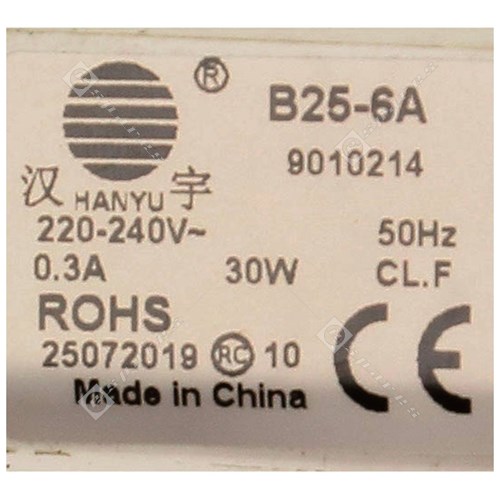 ®
B25-6A
9010214
汉 HANYU 宇
220-240V~ 50Hz
0.3A 30W CL.F
ROHS
25072019 RC 10
Made in China
CE